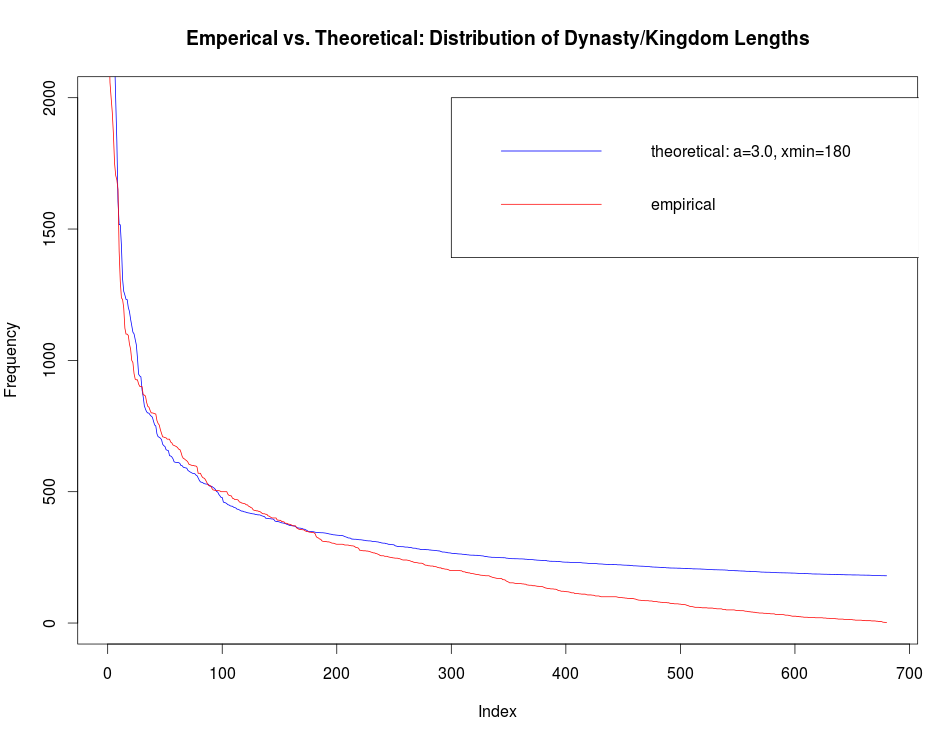 Emperical vs. Theoretical: Distribution of Dynasty/Kingdom Lengths
2000
1500
1000
500
0
Frequency
theoretical: a=3.0, xmin=180
empirical
0 100 200 300 400 500 600 700
Index